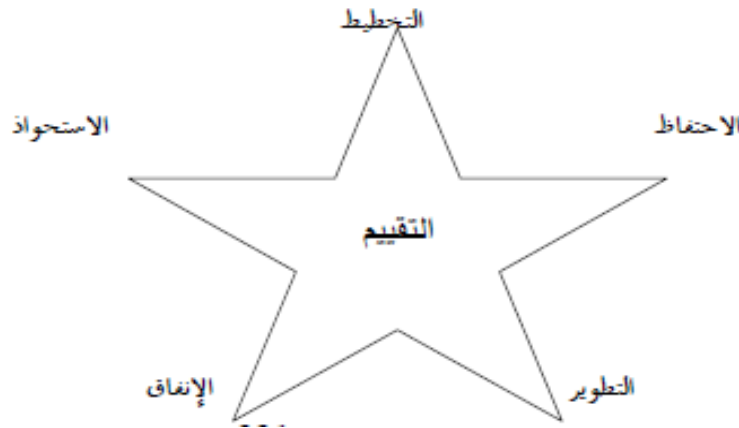 التخطيط
الاحتفاظ
الاستحواذ
التقييم
التطوير
الإنفاق